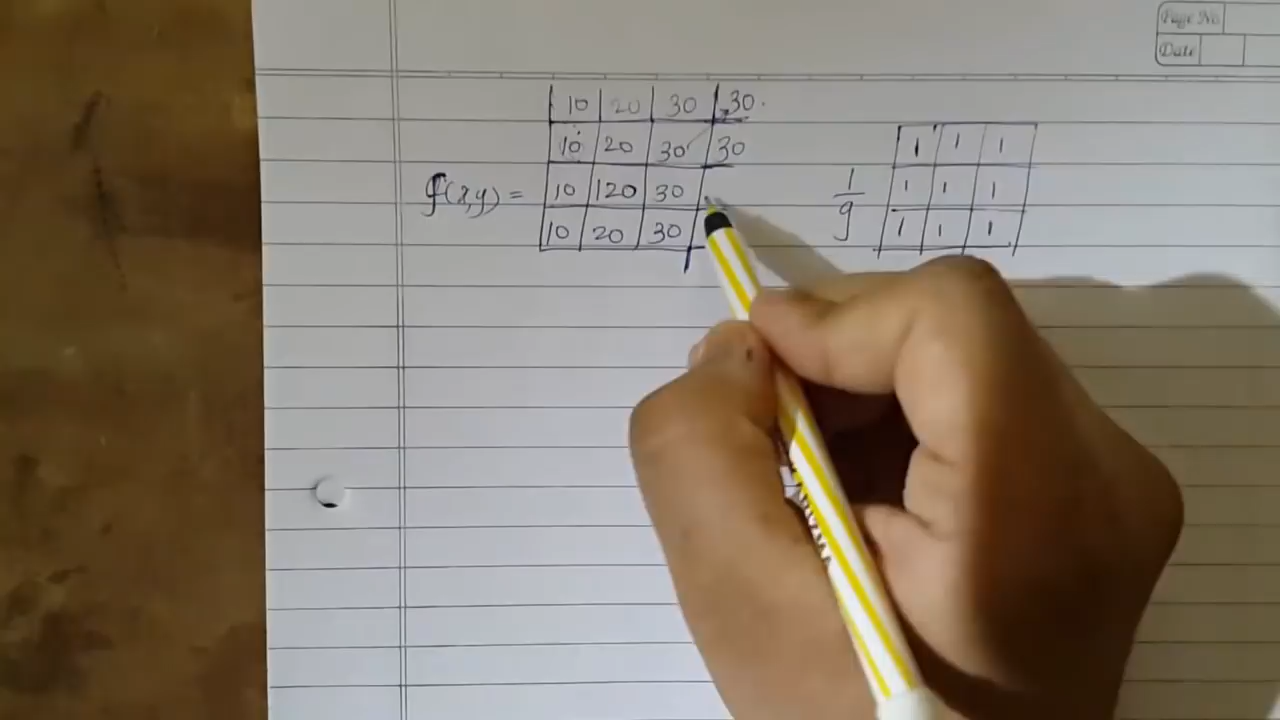 Page No
Date
10 20 30 30
10 20 30 30
f(x,y) = 10 120 30
10 20 30
1 1 1
1/9 1 1 1
1 1 1